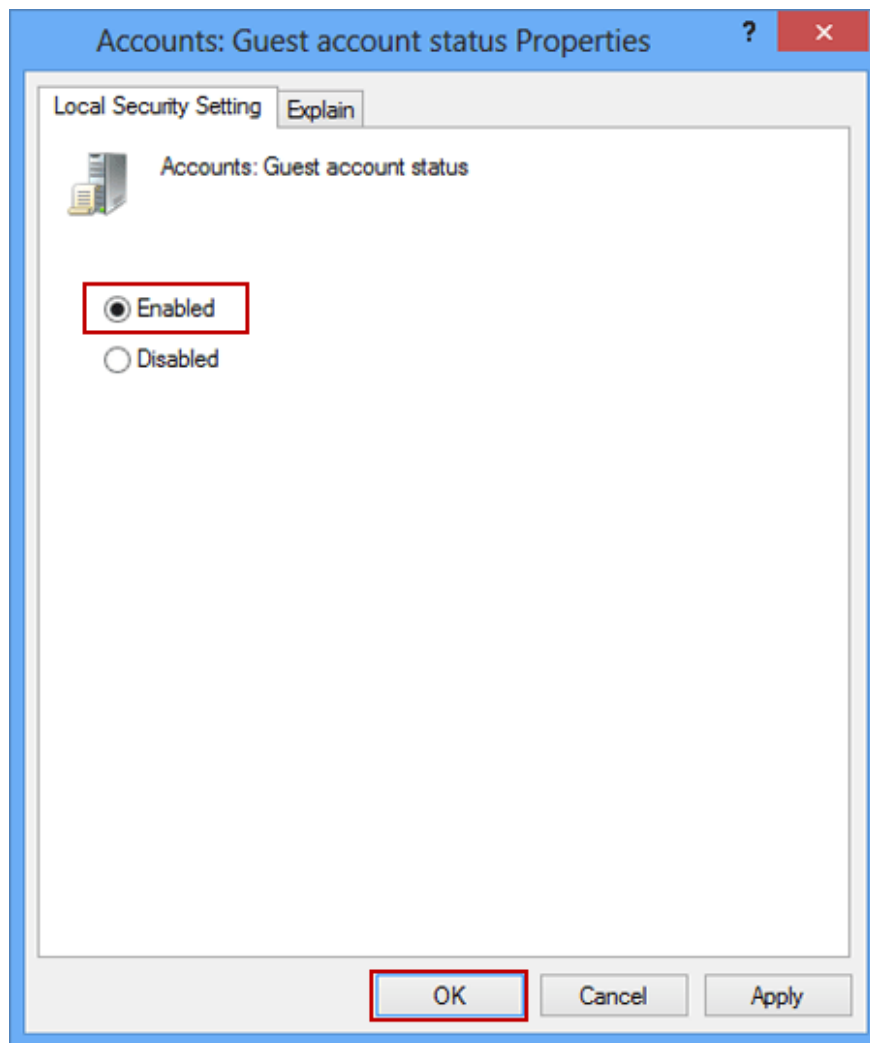 Accounts: Guest account status Properties ? ×
Local Security Setting Explain
Accounts: Guest account status
Enabled
Disabled
OK Cancel Apply